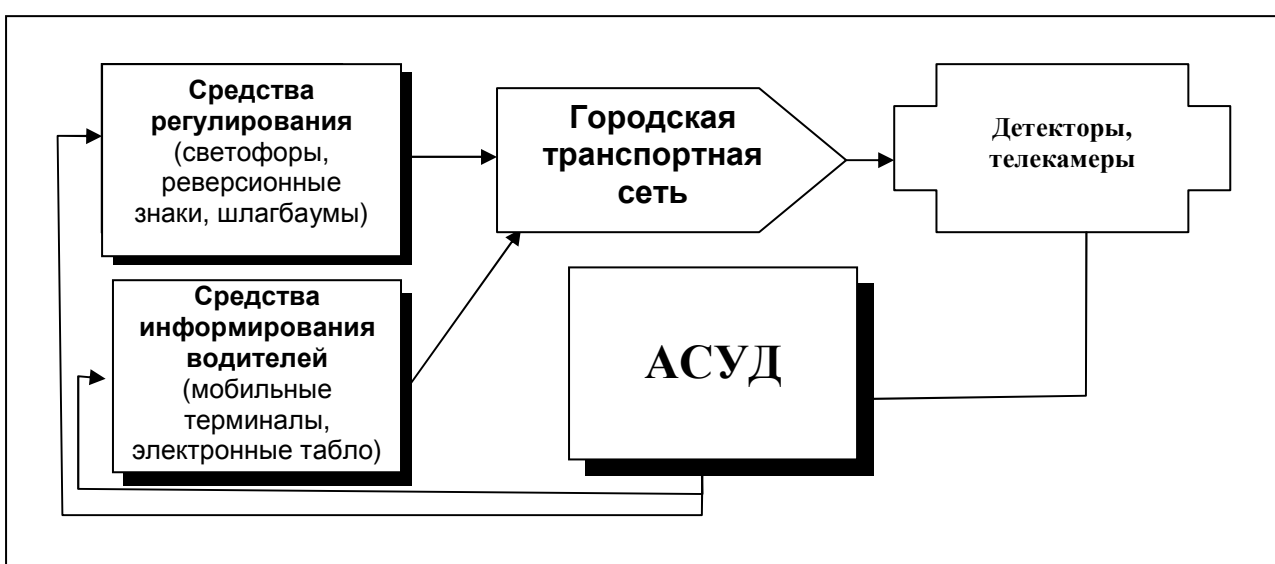 Средства
регулирования
(светофоры,
реверсионные
знаки, шлагбаумы)
Средства
информирования
водителей
(мобильные
терминалы,
электронные табло)
Городская
транспортная
сеть
Детекторы,
телекамеры
АСУД